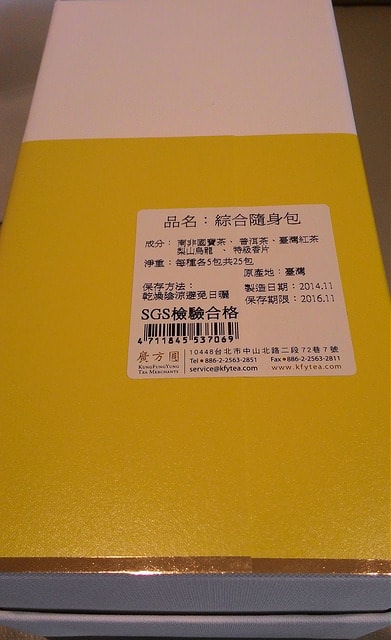 品名：綜合隨身包
成分：南非國寶茶、普洱茶、臺灣紅茶
梨山烏龍、特級香片
淨重：每種各5包共25包
原產地：臺灣
保存方法：
乾燥陰涼避免日曬
製造日期：2014.11
保存期限：2016.11
SGS檢驗合格
4 711845 537069
廣方圓
KUNGFUNGYUNG
TEA MERCHANTS
10448台北市中山北路二段72巷7號
Tel●886-2-2563-2851 Fax●886-2-2563-2811
service@kfytea.com www.kfytea.com